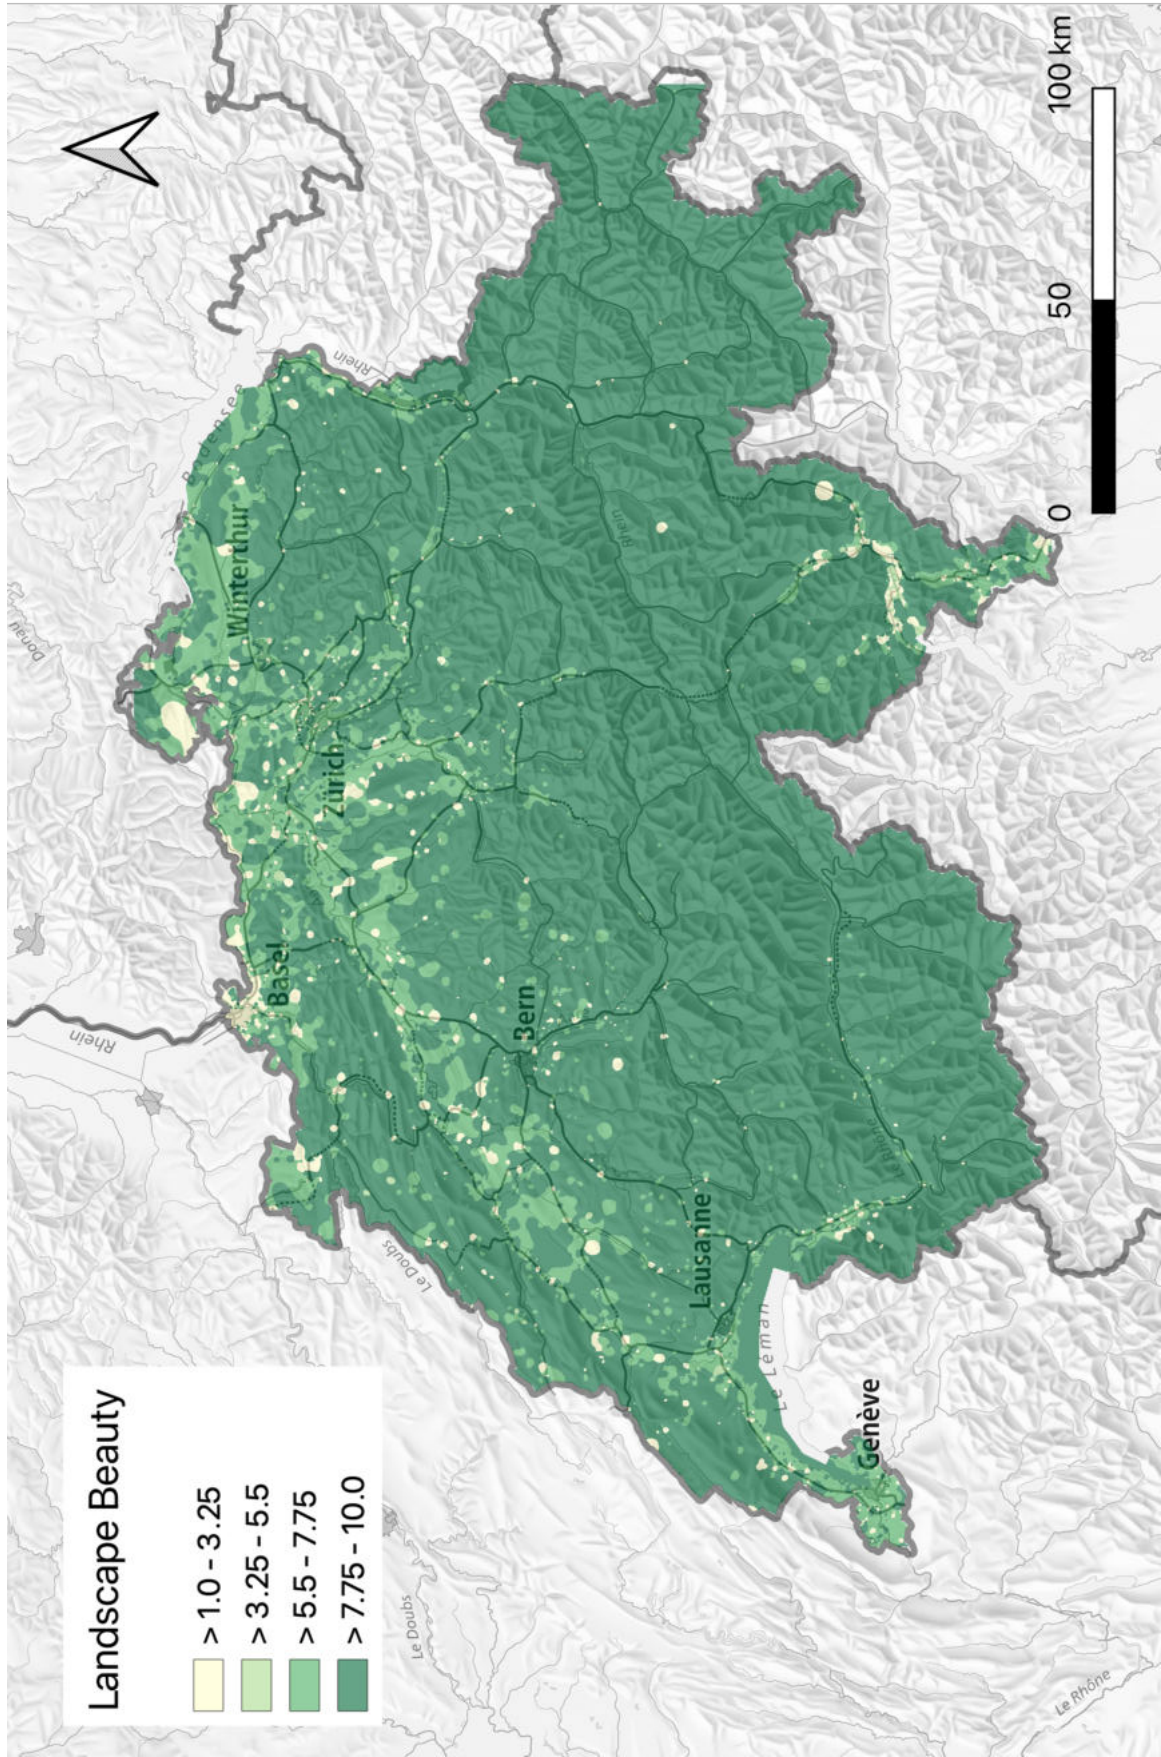 Landscape Beauty
> 1.0 - 3.25
> 3.25 - 5.5
> 5.5 - 7.75
> 7.75 - 10.0
Le Doubs
Le Rhône
Le Doubs
Rhein
Donau
Basel
Zürich
Winterthur
Bodensee
Rhein
Bern
Rhein
Lausanne
Le Léman
Genève
0 50 100 km